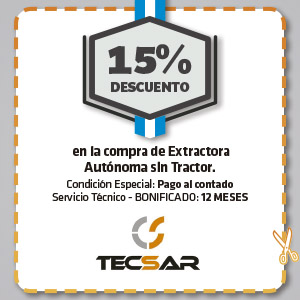 15%
DESCUENTO
en la compra de Extractora
Autónoma sin Tractor.
Condición Especial: Pago al contado
Servicio Técnico - BONIFICADO: 12 MESES
TECSAR